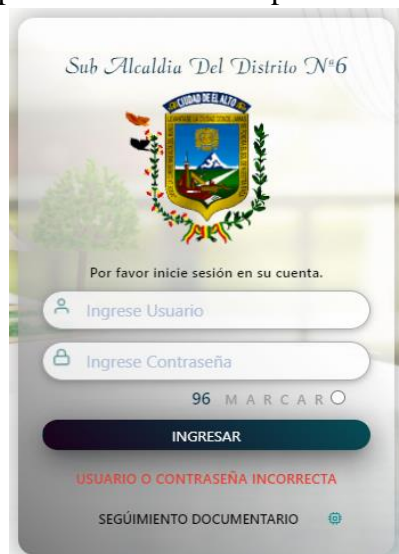 Sub Alcaldia Del Distrito Nº6
CIUDAD DE EL ALTO
Por favor inicie sesión en su cuenta.
Ingrese Usuario
Ingrese Contraseña
96 MARCAR
INGRESAR
USUARIO O CONTRASEÑA INCORRECTA
SEGÚIMIENTO DOCUMENTARIO